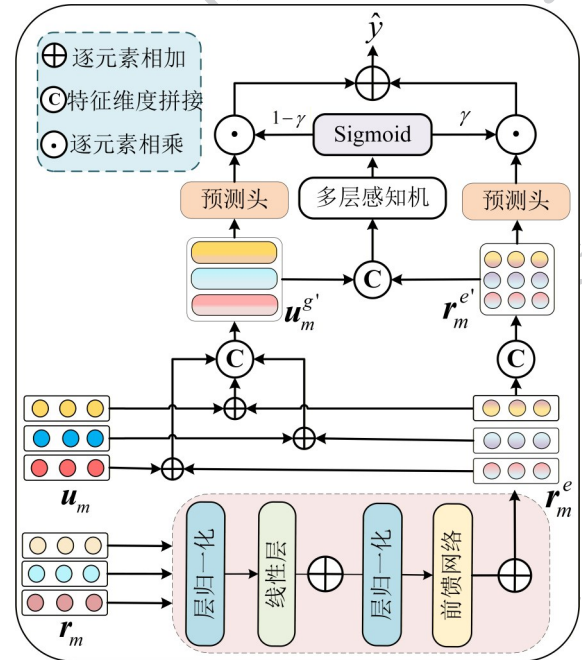 ŷ
⊕ 逐元素相加
Ⓒ 特征维度拼接
⊙ 逐元素相乘
1−γ
Sigmoid
γ
预测头
多层感知机
预测头
C
u_m^{g'}
r_m^{e'}
C
C
u_m
r_m^e
层归一化
线性层
层归一化
前馈网络
r_m